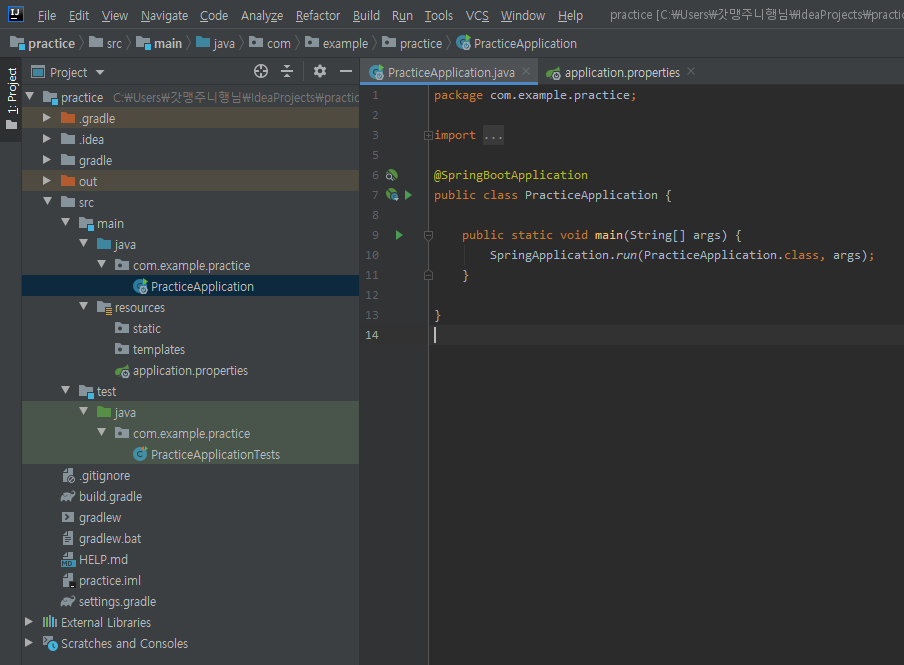 File Edit View Navigate Code Analyze Refactor Build Run Tools VCS Window Help practice [C:￦Users￦갓맹주니행님￦IdeaProjects￦practic
practice src main java com example practice PracticeApplication
1: Project
Project
PracticeApplication.java application.properties
practice C:￦Users￦갓맹주니행님￦IdeaProjects￦practic
.gradle
.idea
gradle
out
src
main
java
com.example.practice
PracticeApplication
resources
static
templates
application.properties
test
java
com.example.practice
PracticeApplicationTests
.gitignore
build.gradle
gradlew
gradlew.bat
HELP.md
practice.iml
settings.gradle
External Libraries
Scratches and Consoles
1 package com.example.practice;
2
3 import ...
5
6 @SpringBootApplication
7 public class PracticeApplication {
8
9 public static void main(String[] args) {
10 SpringApplication.run(PracticeApplication.class, args);
11 }
12
13 }
14